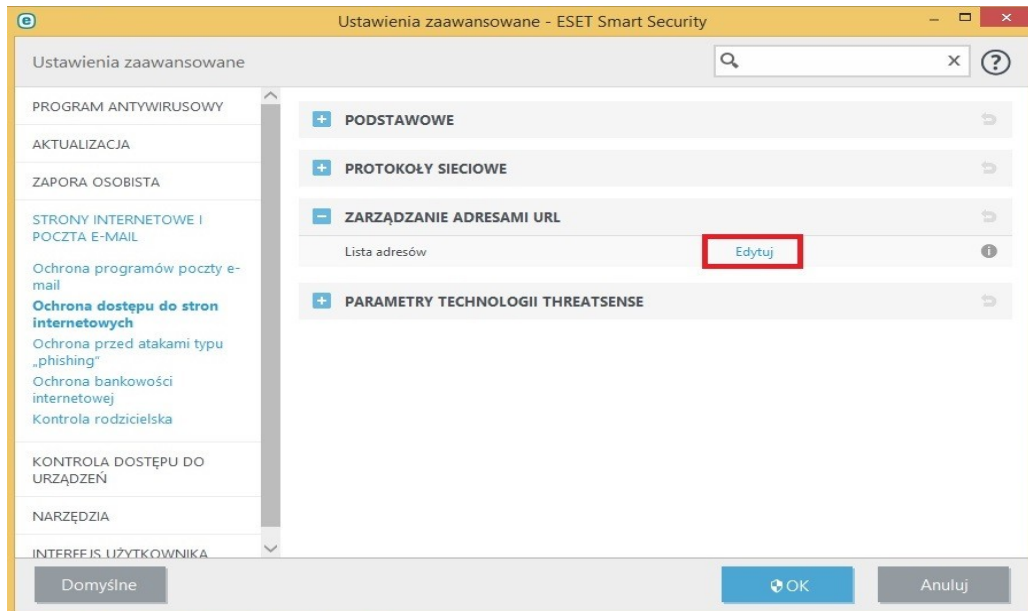 Ustawienia zaawansowane - ESET Smart Security
Ustawienia zaawansowane
PROGRAM ANTYWIRUSOWY
AKTUALIZACJA
ZAPORA OSOBISTA
STRONY INTERNETOWE I
POCZTA E-MAIL
Ochrona programów poczty e-
mail
Ochrona dostępu do stron
internetowych
Ochrona przed atakami typu
„phishing”
Ochrona bankowości
internetowej
Kontrola rodzicielska
KONTROLA DOSTĘPU DO
URZĄDZEŃ
NARZĘDZIA
INTERFEJS UŻYTKOWNIKA
PODSTAWOWE
PROTOKOŁY SIECIOWE
ZARZĄDZANIE ADRESAMI URL
Lista adresów Edytuj
PARAMETRY TECHNOLOGII THREATSENSE
Domyślne OK Anuluj